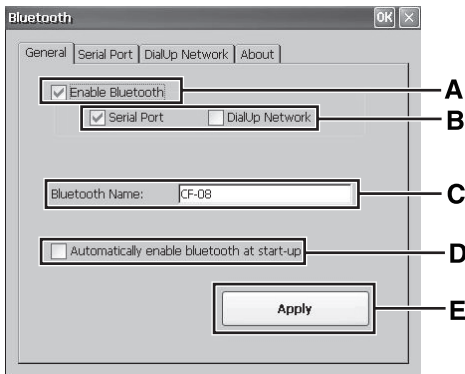 Bluetooth OK
General Serial Port DialUp Network About
Enable Bluetooth A
Serial Port DialUp Network B
Bluetooth Name: CF-08 C
Automatically enable bluetooth at start-up D
Apply E